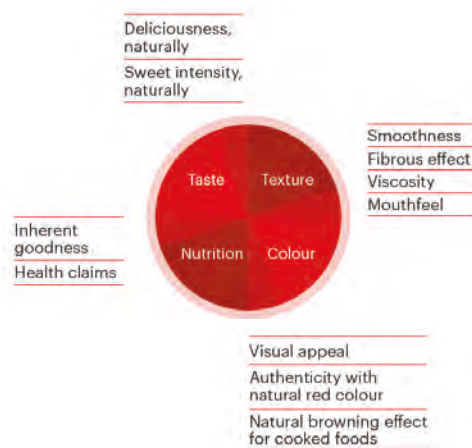 Deliciousness,
naturally
Sweet intensity,
naturally
Smoothness
Fibrous effect
Viscosity
Mouthfeel
Taste
Texture
Nutrition
Colour
Inherent
goodness
Health claims
Visual appeal
Authenticity with
natural red colour
Natural browning effect
for cooked foods